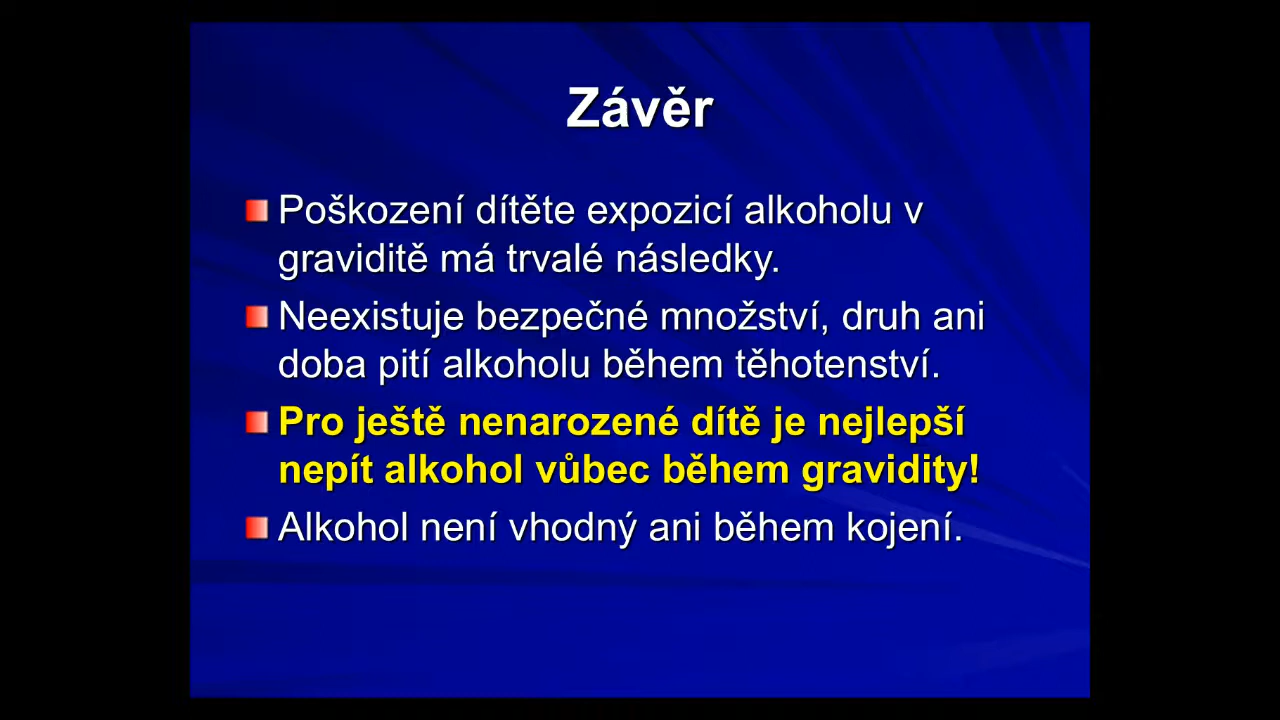 Závěr
Poškození dítěte expozicí alkoholu v
graviditě má trvalé následky.
Neexistuje bezpečné množství, druh ani
doba pití alkoholu během těhotenství.
Pro ještě nenarozené dítě je nejlepší
nepít alkohol vůbec během gravidity!
Alkohol není vhodný ani během kojení.